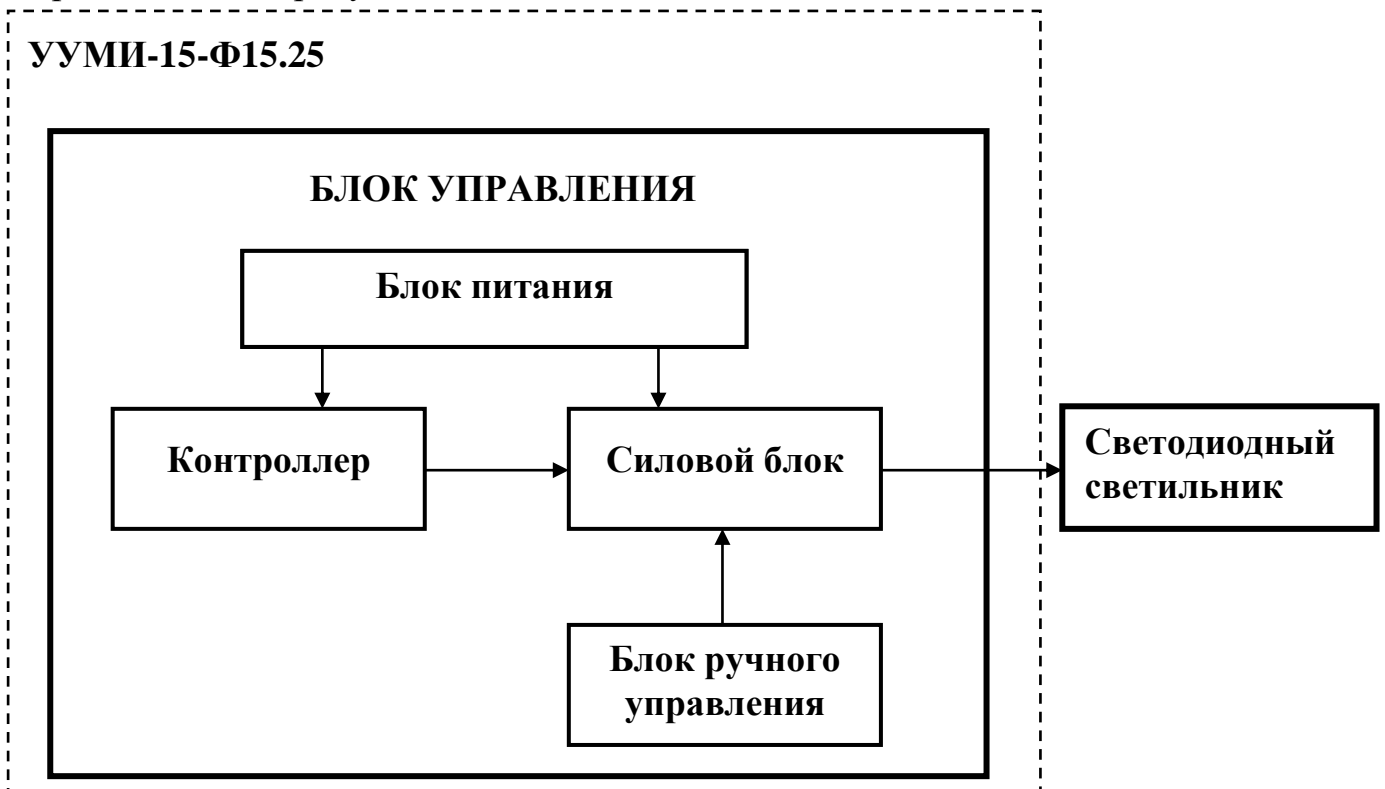 УУМИ-15-Ф15.25
БЛОК УПРАВЛЕНИЯ
Блок питания
Контроллер
Силовой блок
Светодиодный
светильник
Блок ручного
управления